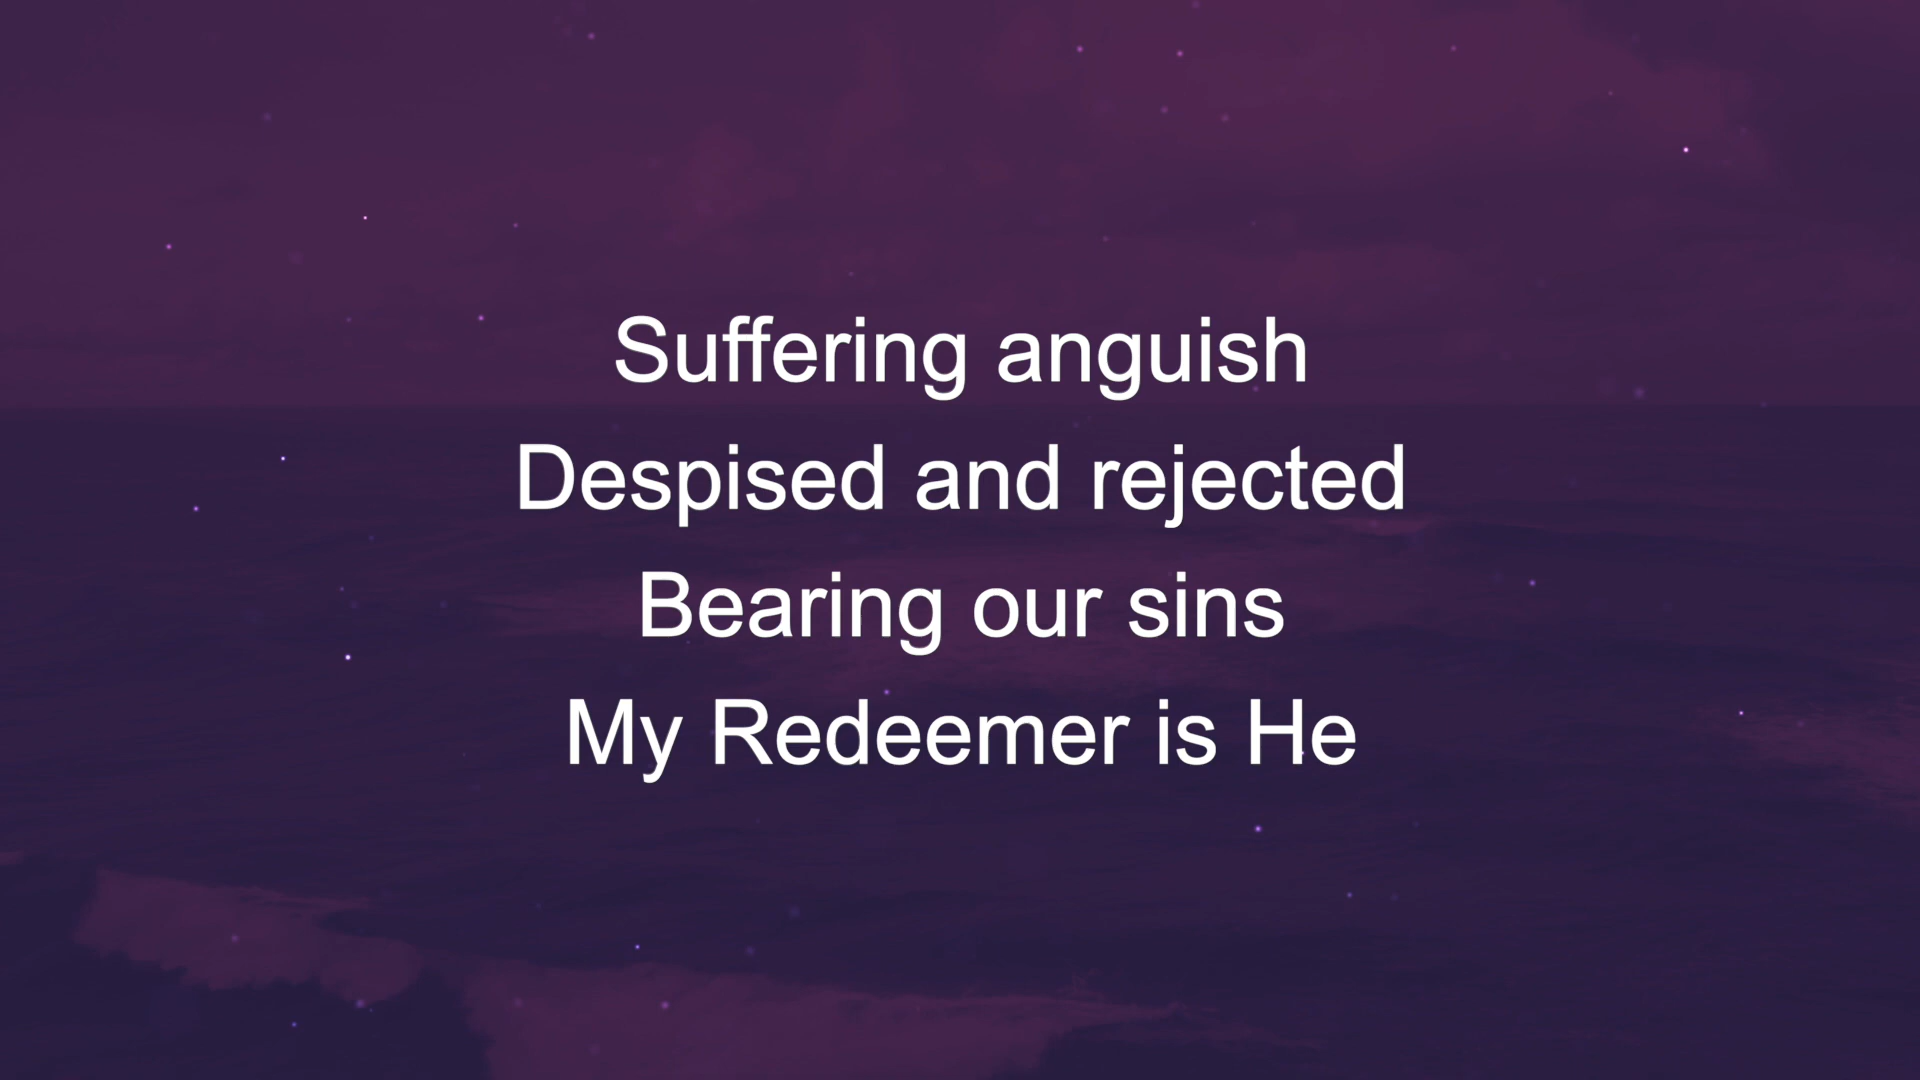 Suffering anguish
Despised and rejected
Bearing our sins
My Redeemer is He